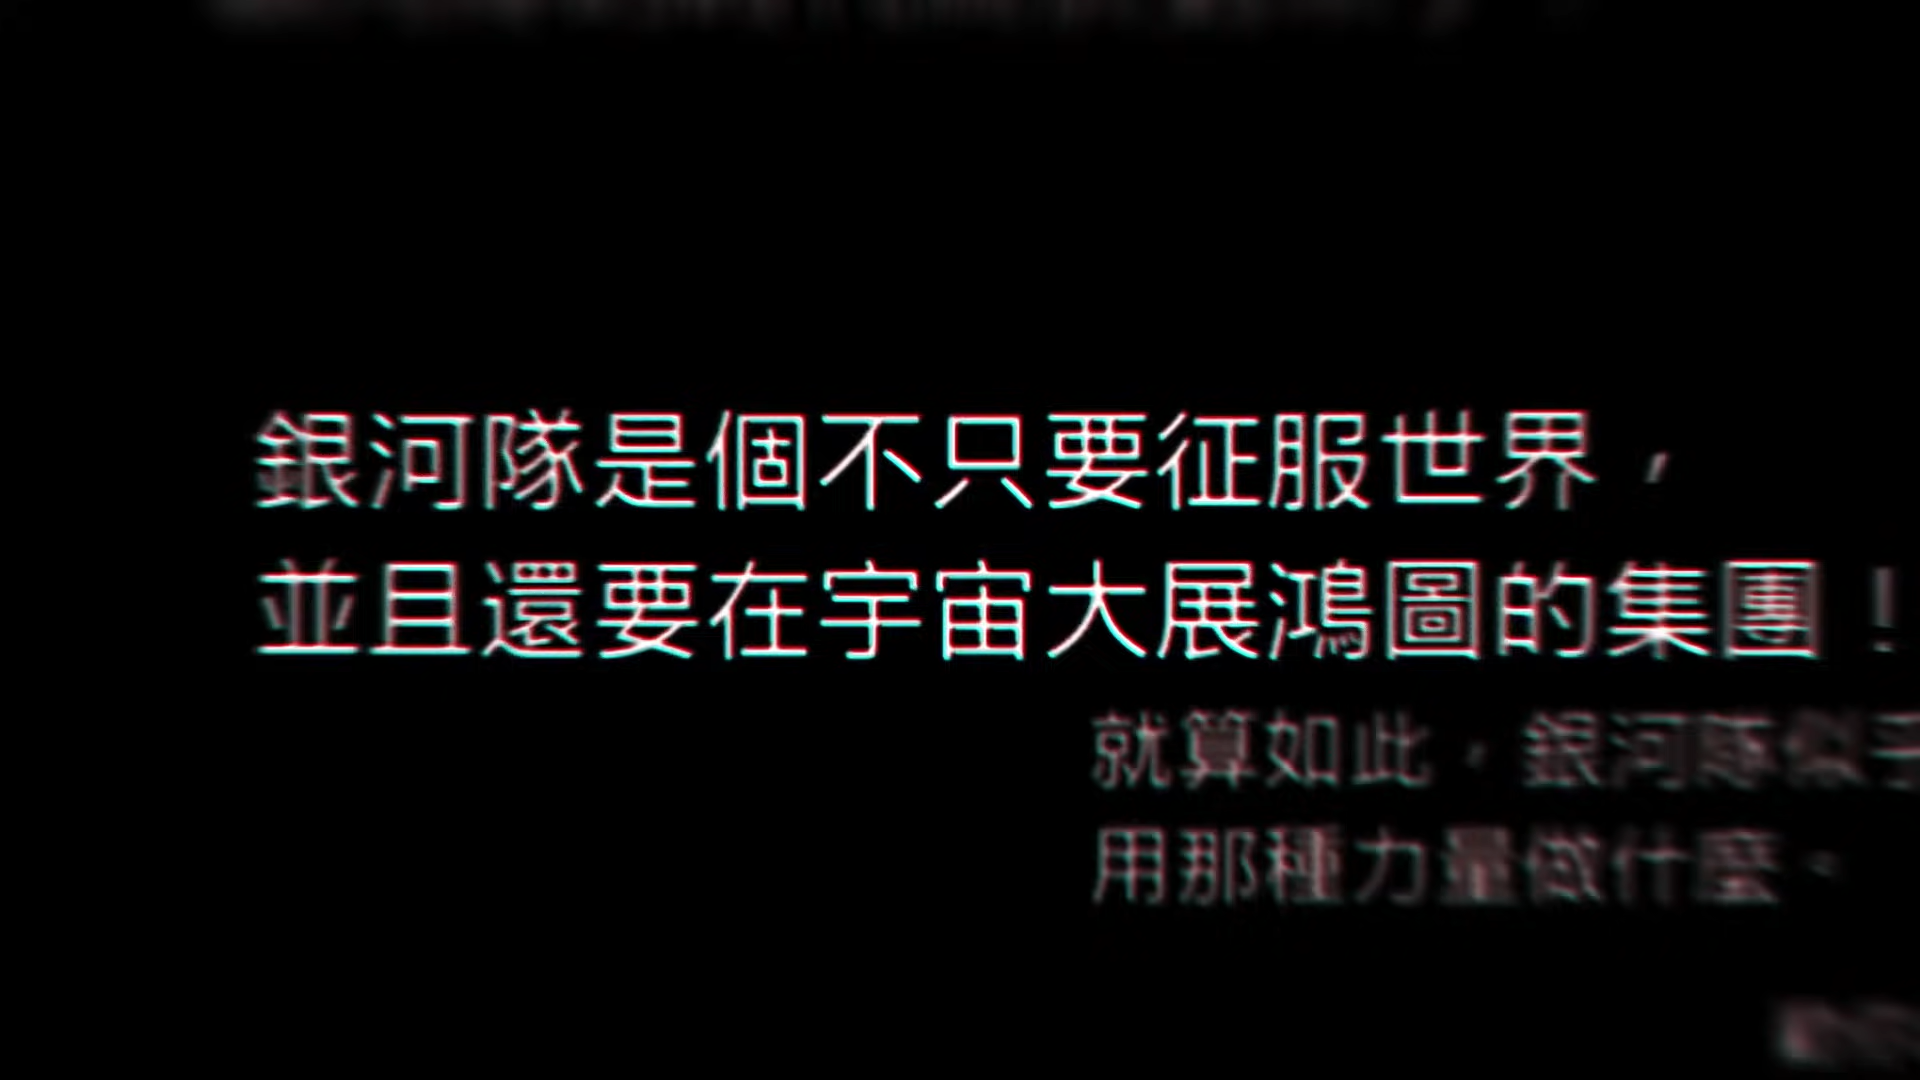 銀河隊是個不只要征服世界，
並且還要在宇宙大展鴻圖的集團！
就算如此，銀河隊似乎
用那種力量做什麼。